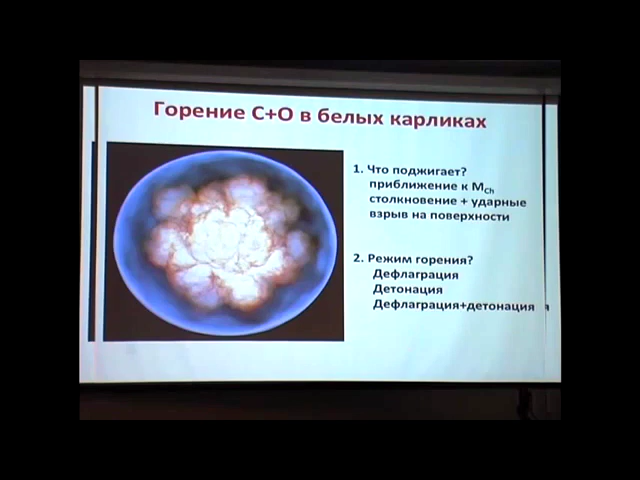 Горение С+О в белых карликах
1. Что поджигает?
приближение к MCh
столкновение + ударные
взрыв на поверхности
2. Режим горения?
Дефлаграция
Детонация
Дефлаграция+детонация